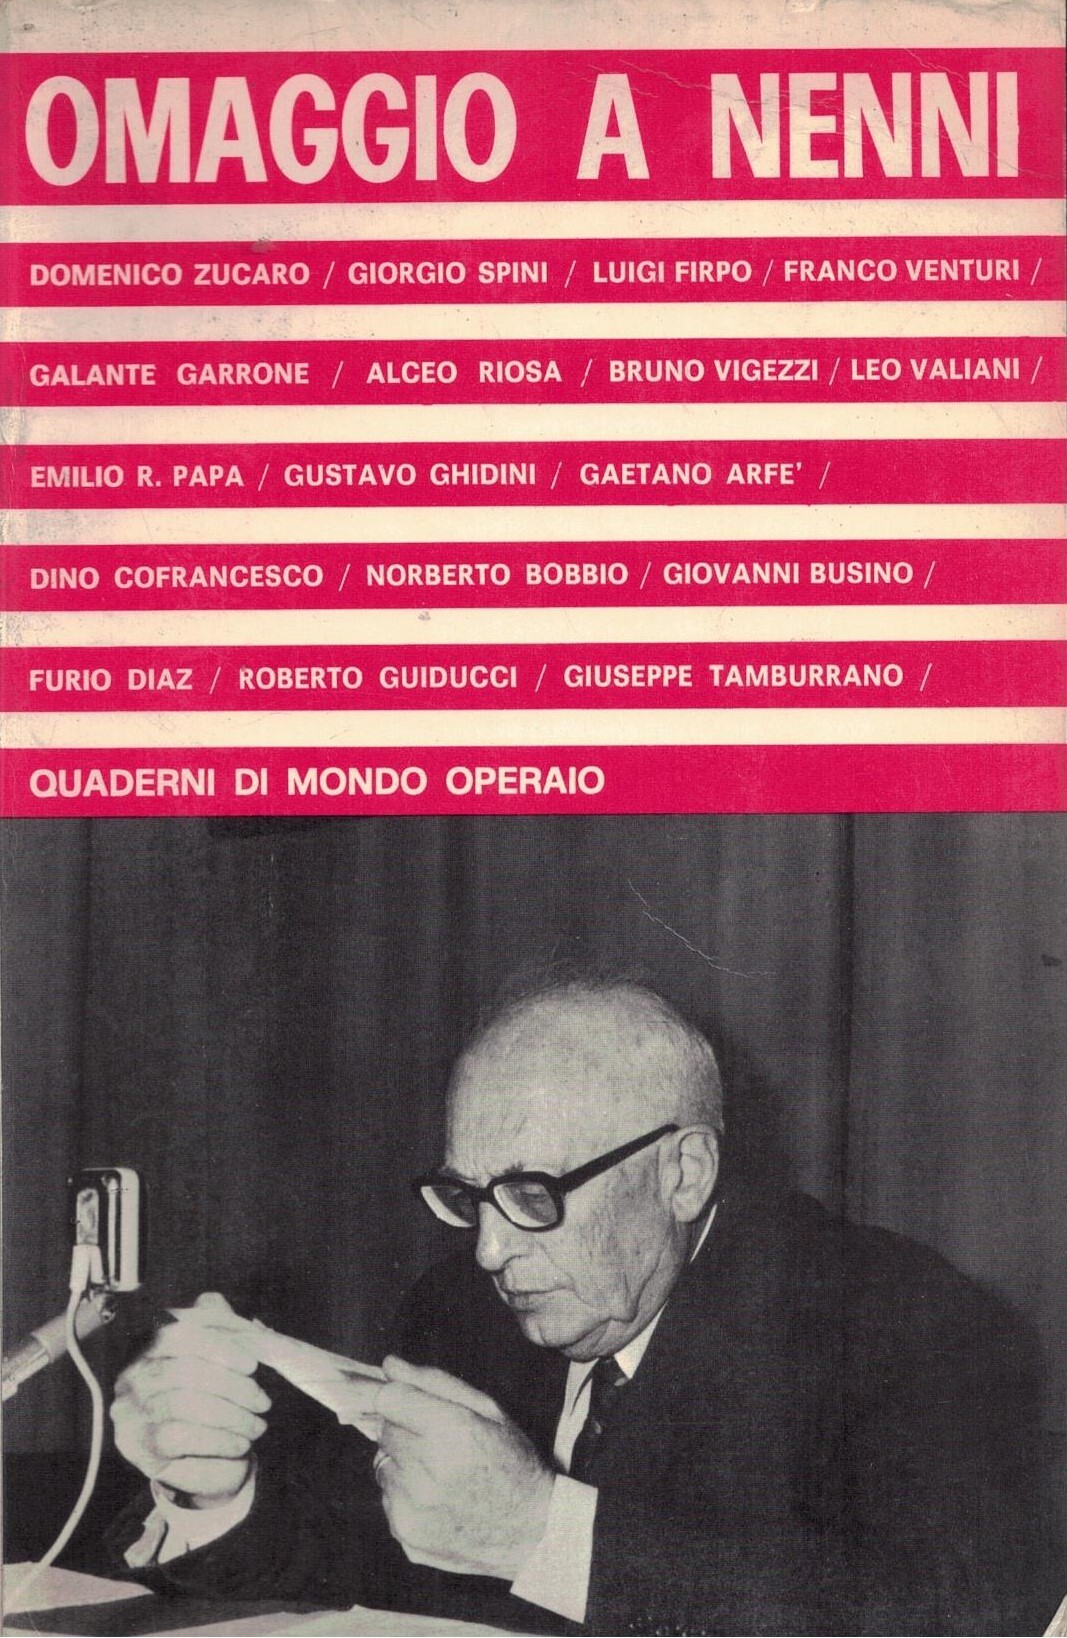 OMAGGIO A NENNI
DOMENICO ZUCARO / GIORGIO SPINI / LUIGI FIRPO / FRANCO VENTURI /
GALANTE GARRONE / ALCEO RIOSA / BRUNO VIGEZZI / LEO VALIANI /
EMILIO R. PAPA / GUSTAVO GHIDINI / GAETANO ARFE' /
DINO COFRANCESCO / NORBERTO BOBBIO / GIOVANNI BUSINO /
FURIO DIAZ / ROBERTO GUIDUCCI / GIUSEPPE TAMBURRANO /
QUADERNI DI MONDO OPERAIO